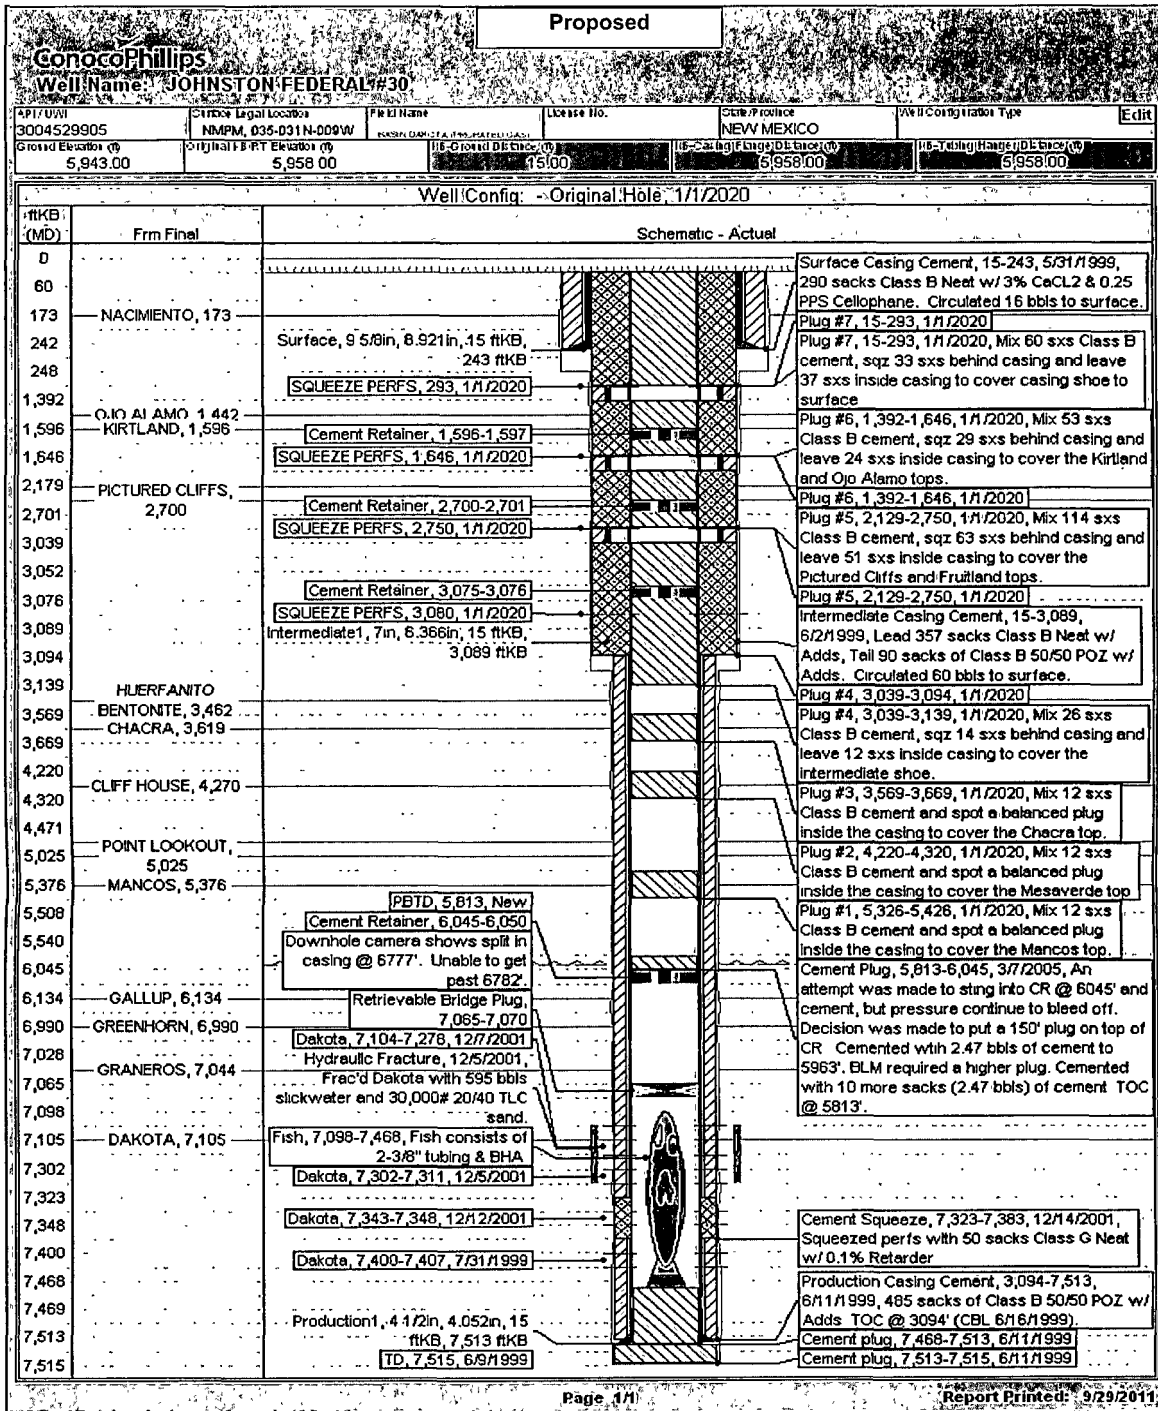 Proposed
ConocoPhillips
Well Name: JOHNSTON FEDERAL #30
API / UWI
3004529905
Surface Legal Location
NMPM, 035-031N-009W
Field Name
BASIN DAKOTA (PRORATED GAS)
License No.
State/Province
NEW MEXICO
Well Configuration Type
Edit
Ground Elevation (ft)
5,943.00
Original KB/RT Elevation (ft)
5,958.00
KB-Ground Distance (ft)
15.00
KB-Casing Flange Distance (ft)
5,958.00
KB-Tubing Hanger Distance (ft)
5,958.00
Well Config: - Original Hole, 1/1/2020
ftKB
(MD)
Frm Final
Schematic - Actual
0
60
173
242
248
1,392
1,596
1,646
2,179
2,701
3,039
3,052
3,076
3,089
3,094
3,139
3,569
3,669
4,220
4,320
4,471
5,025
5,376
5,508
5,540
6,045
6,134
6,990
7,028
7,065
7,098
7,105
7,302
7,323
7,348
7,400
7,468
7,469
7,513
7,515
NACIMIENTO, 173
OJO ALAMO, 1,442
KIRTLAND, 1,596
PICTURED CLIFFS,
2,700
HUERFANITO
BENTONITE, 3,462
CHACRA, 3,619
CLIFF HOUSE, 4,270
POINT LOOKOUT,
5,025
MANCOS, 5,376
GALLUP, 6,134
GREENHORN, 6,990
GRANEROS, 7,044
DAKOTA, 7,105
Surface, 9 5/8in, 8.921in, 15 ftKB,
243 ftKB
SQUEEZE PERFS, 293, 1/1/2020
Cement Retainer, 1,596-1,597
SQUEEZE PERFS, 1,646, 1/1/2020
Cement Retainer, 2,700-2,701
SQUEEZE PERFS, 2,750, 1/1/2020
Cement Retainer, 3,075-3,076
SQUEEZE PERFS, 3,080, 1/1/2020
Intermediate1, 7in, 6.366in, 15 ftKB,
3,089 ftKB
PBTD, 5,813, New
Cement Retainer, 6,045-6,050
Downhole camera shows split in
casing @ 6777'. Unable to get
past 6782'
Retrievable Bridge Plug,
7,065-7,070
Dakota, 7,104-7,278, 12/7/2001
Hydraulic Fracture, 12/5/2001,
Frac'd Dakota with 595 bbls
slickwater and 30,000# 20/40 TLC
sand.
Fish, 7,098-7,468, Fish consists of
2-3/8" tubing & BHA
Dakota, 7,302-7,311, 12/5/2001
Dakota, 7,343-7,348, 12/12/2001
Dakota, 7,400-7,407, 7/31/1999
Production1, 4 1/2in, 4.052in, 15
ftKB, 7,513 ftKB
TD, 7,515, 6/9/1999
Surface Casing Cement, 15-243, 5/31/1999,
290 sacks Class B Neat w/ 3% CaCL2 & 0.25
PPS Cellophane. Circulated 16 bbls to surface.
Plug #7, 15-293, 1/1/2020
Plug #7, 15-293, 1/1/2020, Mix 60 sxs Class B
cement, sqz 33 sxs behind casing and leave
37 sxs inside casing to cover casing shoe to
surface
Plug #6, 1,392-1,646, 1/1/2020, Mix 53 sxs
Class B cement, sqz 29 sxs behind casing and
leave 24 sxs inside casing to cover the Kirtland
and Ojo Alamo tops.
Plug #6, 1,392-1,646, 1/1/2020
Plug #5, 2,129-2,750, 1/1/2020, Mix 114 sxs
Class B cement, sqz 63 sxs behind casing and
leave 51 sxs inside casing to cover the
Pictured Cliffs and Fruitland tops.
Plug #5, 2,129-2,750, 1/1/2020
Intermediate Casing Cement, 15-3,089,
6/2/1999, Lead 357 sacks Class B Neat w/
Adds, Tail 90 sacks of Class B 50/50 POZ w/
Adds. Circulated 60 bbls to surface.
Plug #4, 3,039-3,094, 1/1/2020
Plug #4, 3,039-3,139, 1/1/2020, Mix 26 sxs
Class B cement, sqz 14 sxs behind casing and
leave 12 sxs inside casing to cover the
intermediate shoe.
Plug #3, 3,569-3,669, 1/1/2020, Mix 12 sxs
Class B cement and spot a balanced plug
inside the casing to cover the Chacra top.
Plug #2, 4,220-4,320, 1/1/2020, Mix 12 sxs
Class B cement and spot a balanced plug
inside the casing to cover the Mesaverde top
Plug #1, 5,326-5,426, 1/1/2020, Mix 12 sxs
Class B cement and spot a balanced plug
inside the casing to cover the Mancos top.
Cement Plug, 5,813-6,045, 3/7/2005, An
attempt was made to sting into CR @ 6045' and
cement, but pressure continue to bleed off.
Decision was made to put a 150' plug on top of
CR Cemented wtih 2.47 bbls of cement to
5963'. BLM required a higher plug. Cemented
with 10 more sacks (2.47 bbls) of cement TOC
@ 5813'.
Cement Squeeze, 7,323-7,383, 12/14/2001,
Squeezed perfs with 50 sacks Class G Neat
w/ 0.1% Retarder
Production Casing Cement, 3,094-7,513,
6/11/1999, 485 sacks of Class B 50/50 POZ w/
Adds TOC @ 3094' (CBL 6/16/1999).
Cement plug, 7,468-7,513, 6/11/1999
Cement plug, 7,513-7,515, 6/11/1999
Page 1/1
Report Printed: 9/29/2011